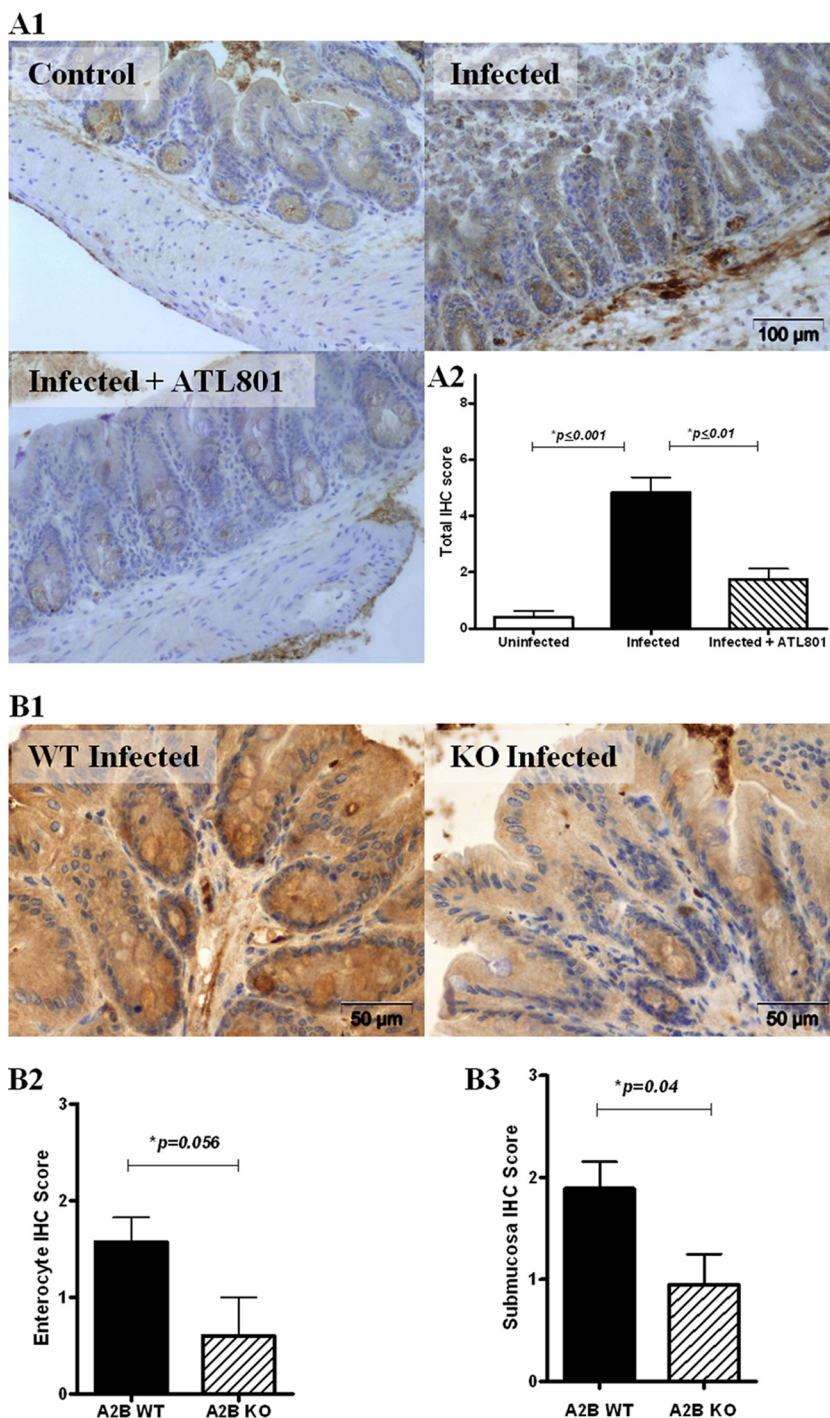 A1
Control
Infected
100 µm
Infected + ATL801
A2
Total IHC score
8
6
4
2
0
*p≤0.001
*p≤0.01
Uninfected
Infected
Infected + ATL801
B1
WT Infected
50 µm
KO Infected
50 µm
B2
Enterocyte IHC Score
3
2
1
0
*p=0.056
A2B WT
A2B KO
B3
Submucosa IHC Score
3
2
1
0
*p=0.04
A2B WT
A2B KO